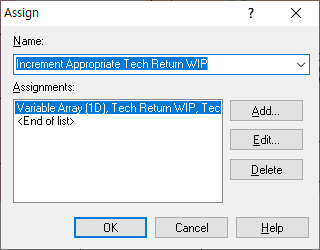 Assign
Name:
Increment Appropriate Tech Return WIP
Assignments:
Variable Array (1D), Tech Return WIP, Tec
<End of list>
Add...
Edit...
Delete
OK
Cancel
Help